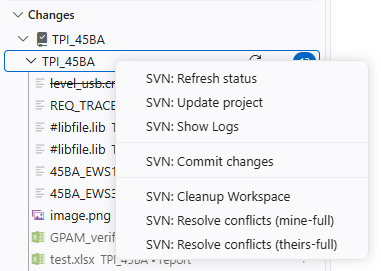 Changes
TPI_45BA
TPI_45BA
level_usb.cr
REQ_TRACE
#libfile.lib T
#libfile.lib T
45BA_EWS1
45BA_EWS3
image.png
GPAM_verif
test.xlsx TPI_45BA • report
SVN: Refresh status
SVN: Update project
SVN: Show Logs
SVN: Commit changes
SVN: Cleanup Workspace
SVN: Resolve conflicts (mine-full)
SVN: Resolve conflicts (theirs-full)